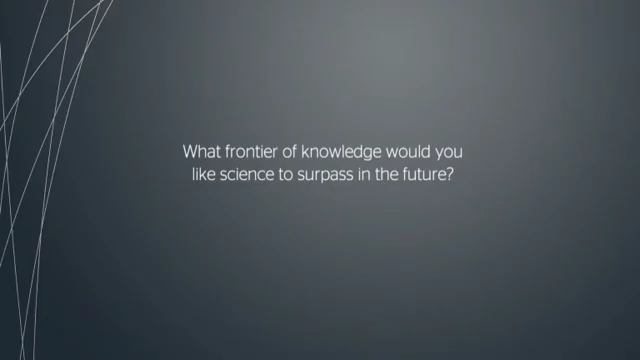 What frontier of knowledge would you
like science to surpass in the future?